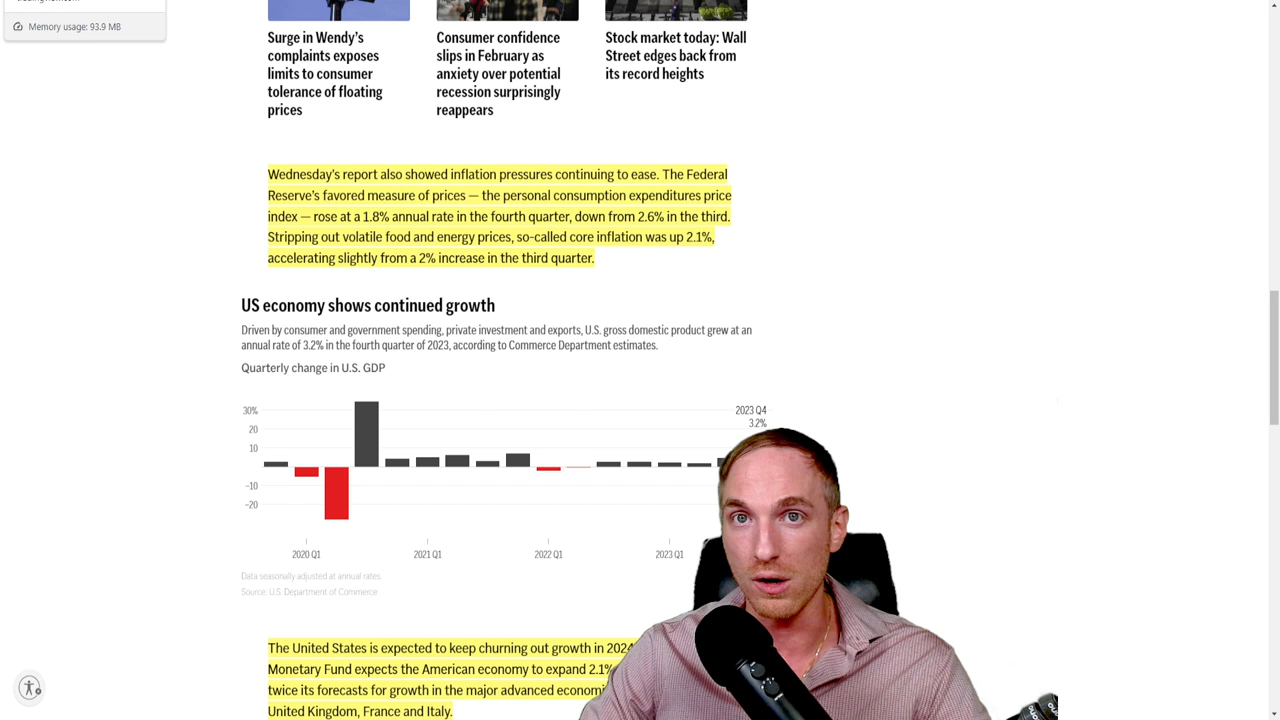 Memory usage: 93.9 MB
Surge in Wendy's
complaints exposes
limits to consumer
tolerance of floating
prices
Consumer confidence
slips in February as
anxiety over potential
recession surprisingly
reappears
Stock market today: Wall
Street edges back from
its record heights
Wednesday's report also showed inflation pressures continuing to ease. The Federal
Reserve's favored measure of prices — the personal consumption expenditures price
index — rose at a 1.8% annual rate in the fourth quarter, down from 2.6% in the third.
Stripping out volatile food and energy prices, so-called core inflation was up 2.1%,
accelerating slightly from a 2% increase in the third quarter.
US economy shows continued growth
Driven by consumer and government spending, private investment and exports, U.S. gross domestic product grew at an
annual rate of 3.2% in the fourth quarter of 2023, according to Commerce Department estimates.
Quarterly change in U.S. GDP
30%
20
10
−10
−20
2023 Q4
3.2%
2020 Q1
2021 Q1
2022 Q1
2023 Q1
Data seasonally adjusted at annual rates.
Source: U.S. Department of Commerce
The United States is expected to keep churning out growth in 2024
Monetary Fund expects the American economy to expand 2.1%
twice its forecasts for growth in the major advanced
United Kingdom, France and Italy.